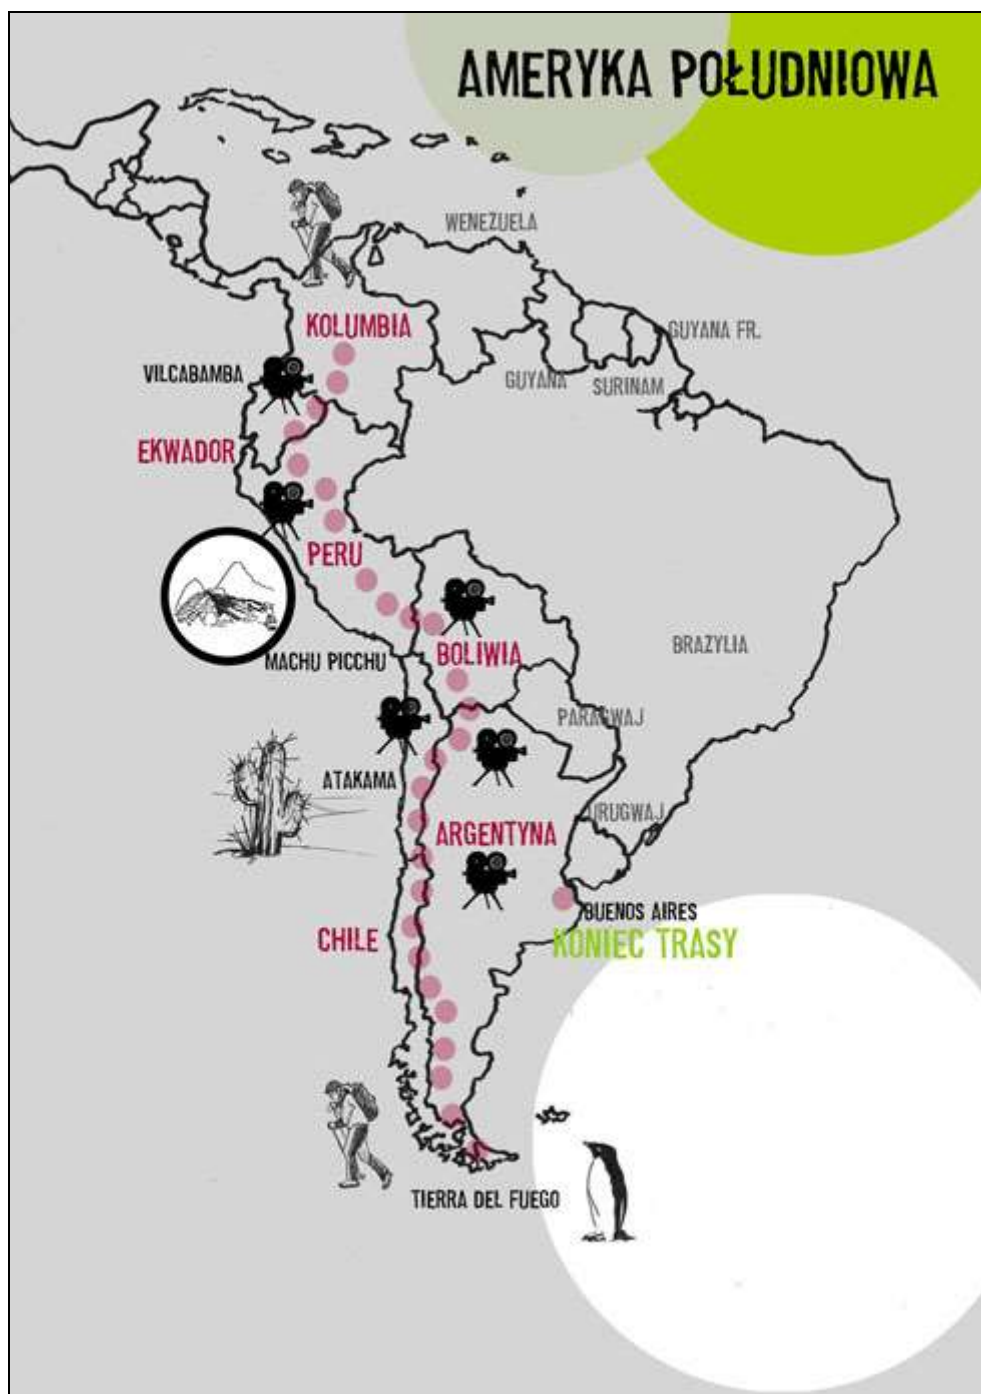 AMERYKA POŁUDNIOWA
WENEZUELA
KOLUMBIA
GUYANA FR.
VILCABAMBA
GUYANA
SURINAM
EKWADOR
PERU
BRAZYLIA
BOLIWIA
MACHU PICCHU
PARAGWAJ
ATAKAMA
URUGWAJ
ARGENTYNA
BUENOS AIRES
CHILE
KONIEC TRASY
TIERRA DEL FUEGO